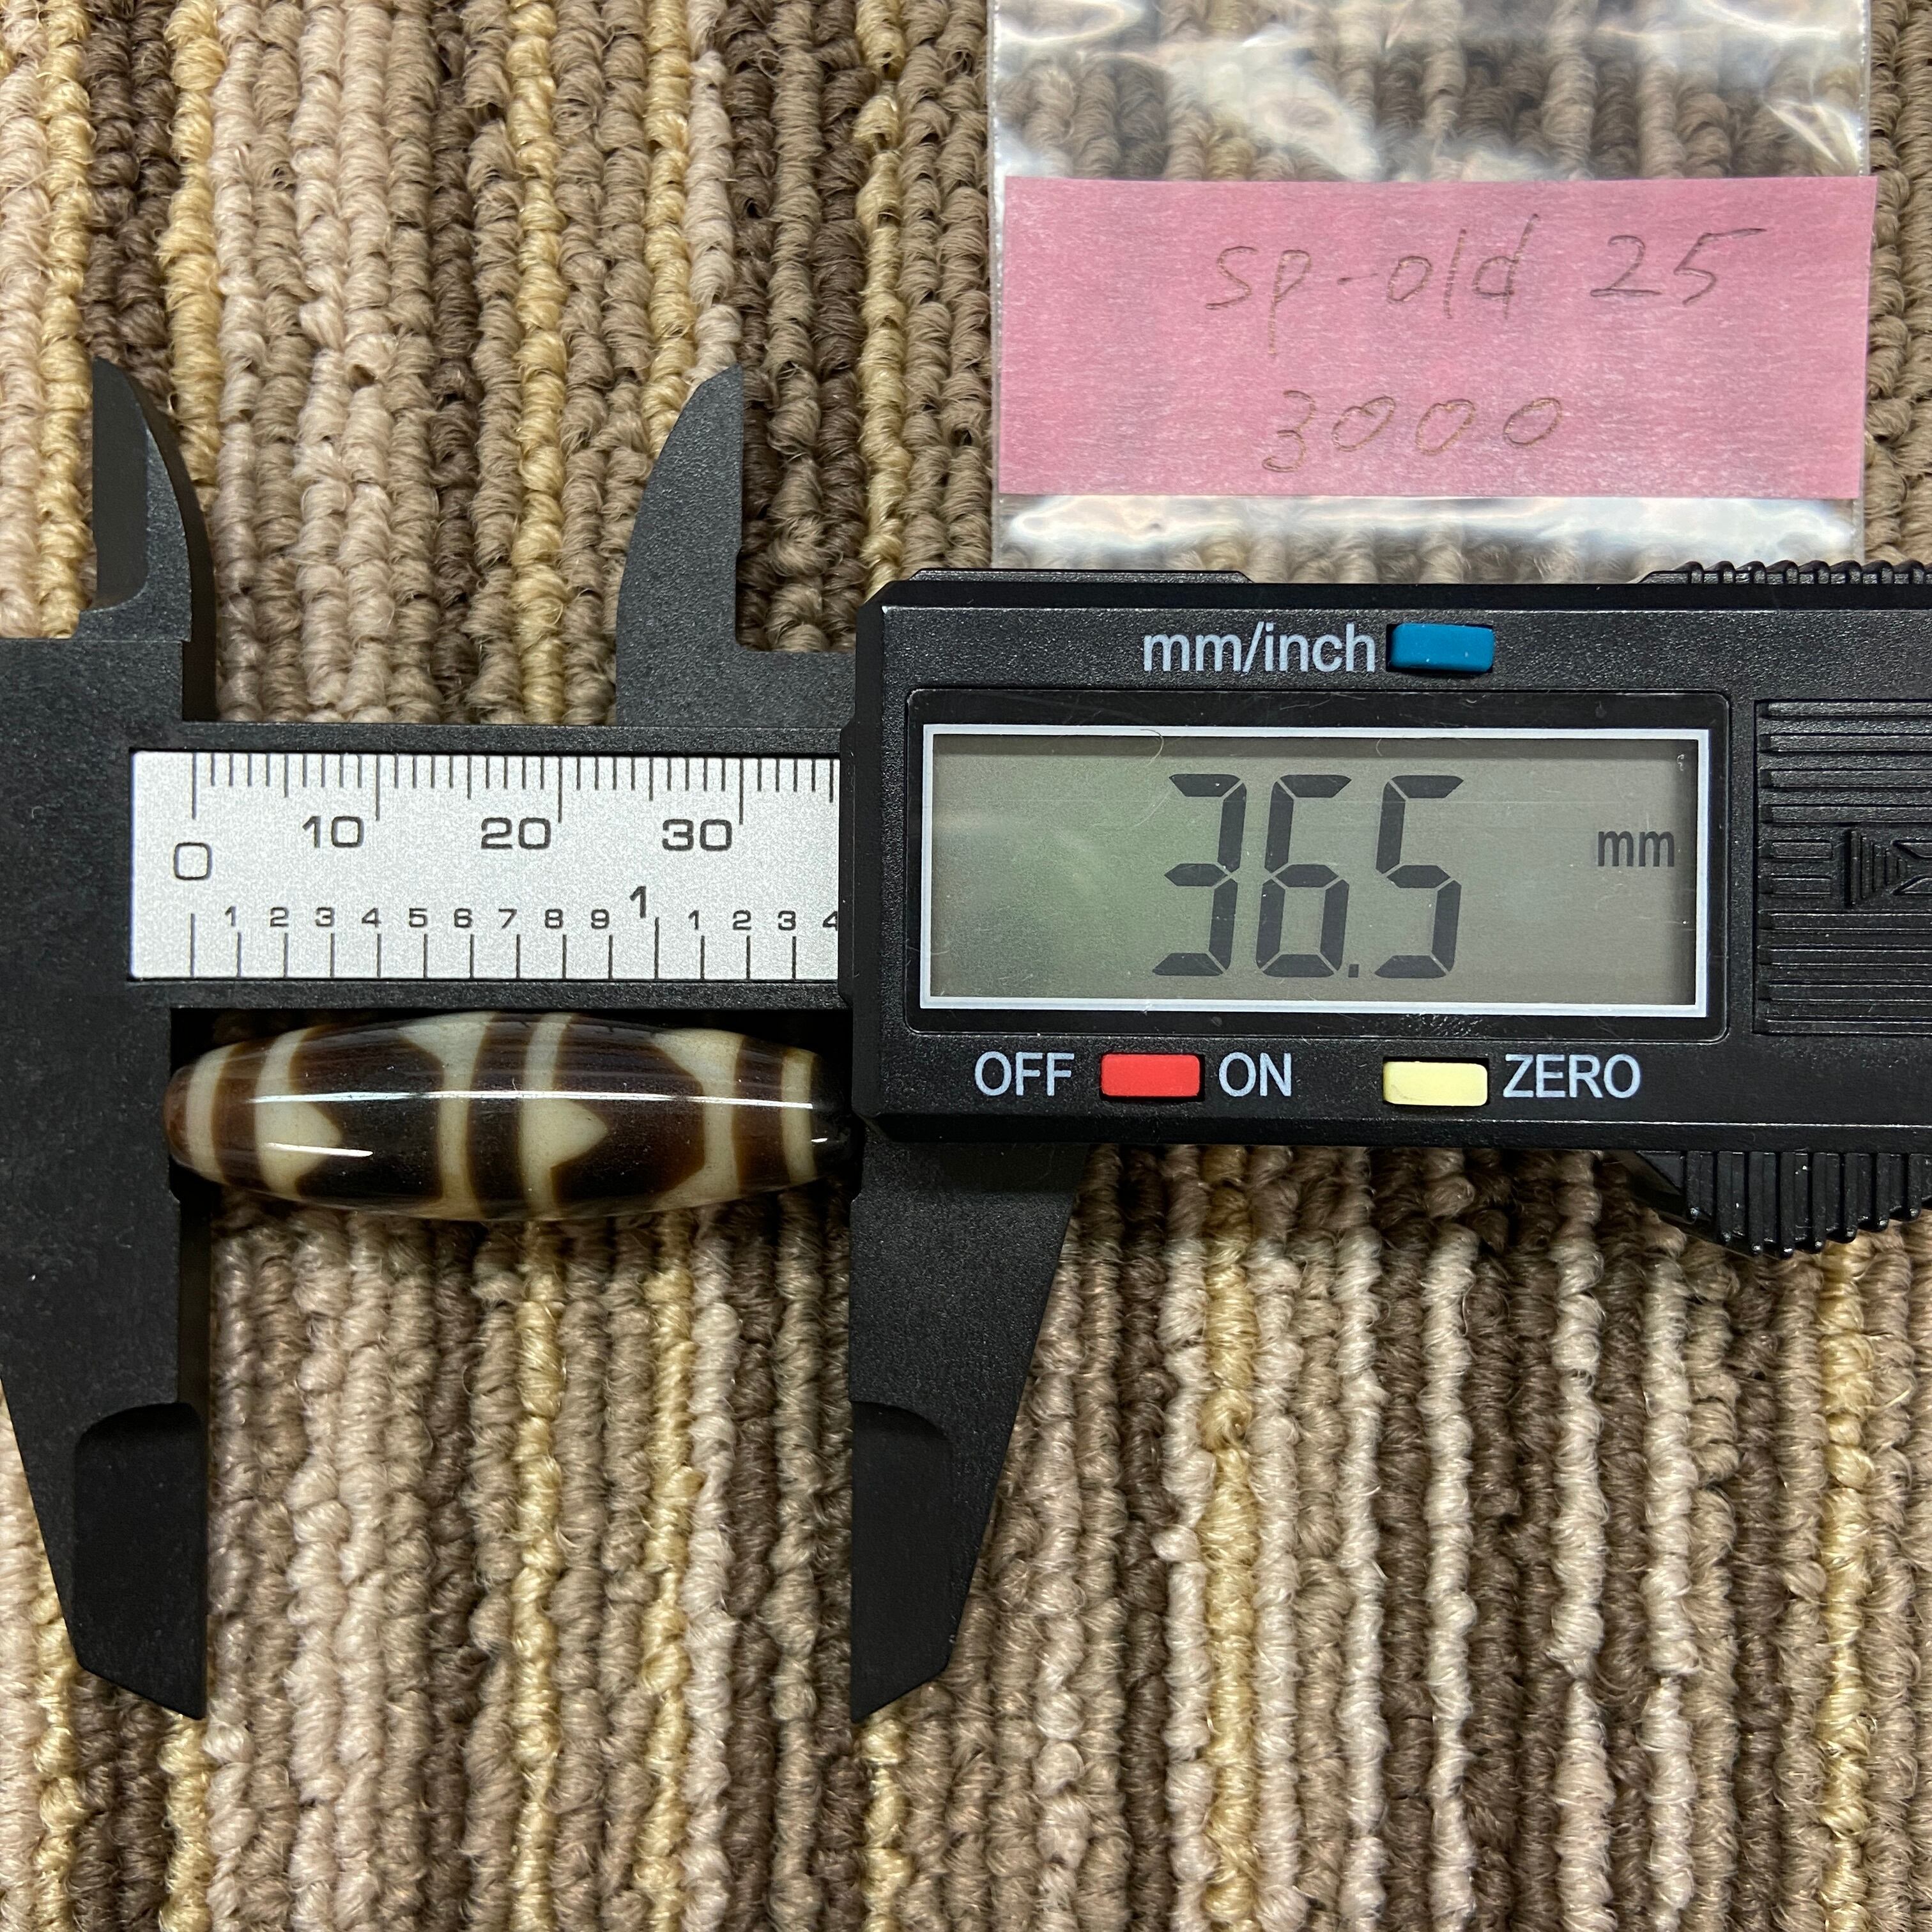 sp-old 25
3000
mm/inch
36.5 mm
OFF ON ZERO
0 10 20 30
1 2 3 4 5 6 7 8 9 1 1 2 3 4